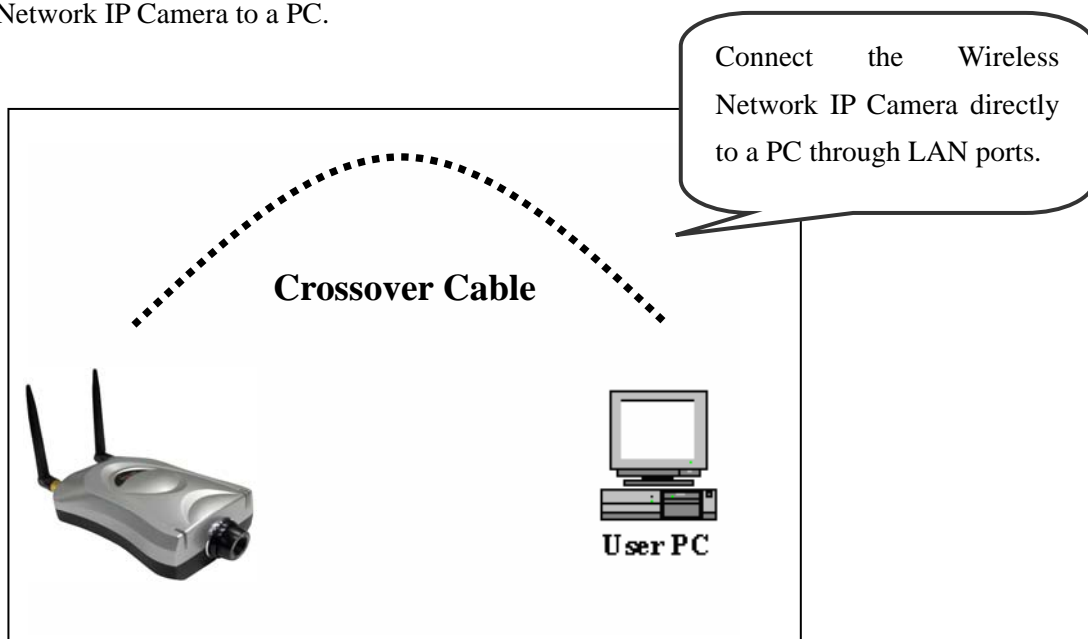 Network IP Camera to a PC.
Connect the Wireless
Network IP Camera directly
to a PC through LAN ports.
Crossover Cable
User PC